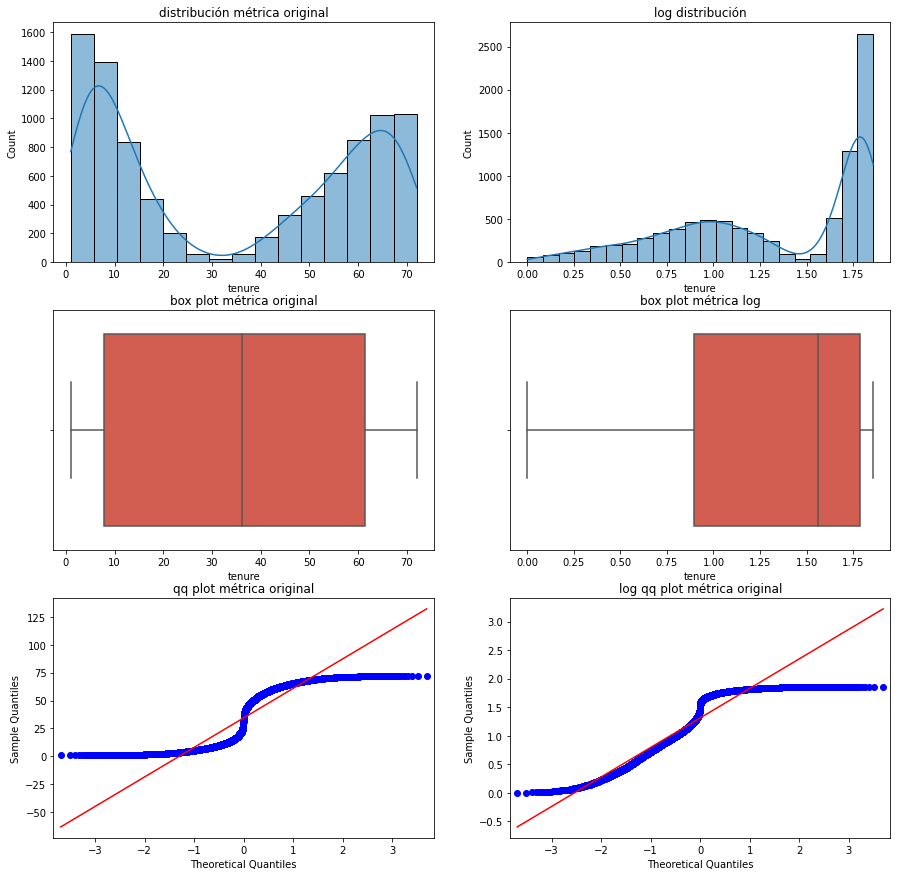 distribución métrica original
1600
1400
1200
1000
800
600
400
200
0
Count
0 10 20 30 40 50 60 70
tenure
log distribución
2500
2000
1500
1000
500
0
Count
0.00 0.25 0.50 0.75 1.00 1.25 1.50 1.75
tenure
box plot métrica original
0 10 20 30 40 50 60 70
tenure
box plot métrica log
0.00 0.25 0.50 0.75 1.00 1.25 1.50 1.75
tenure
qq plot métrica original
125
100
75
50
25
0
−25
−50
Sample Quantiles
−3 −2 −1 0 1 2 3
Theoretical Quantiles
log qq plot métrica original
3.0
2.5
2.0
1.5
1.0
0.5
0.0
−0.5
Sample Quantiles
−3 −2 −1 0 1 2 3
Theoretical Quantiles